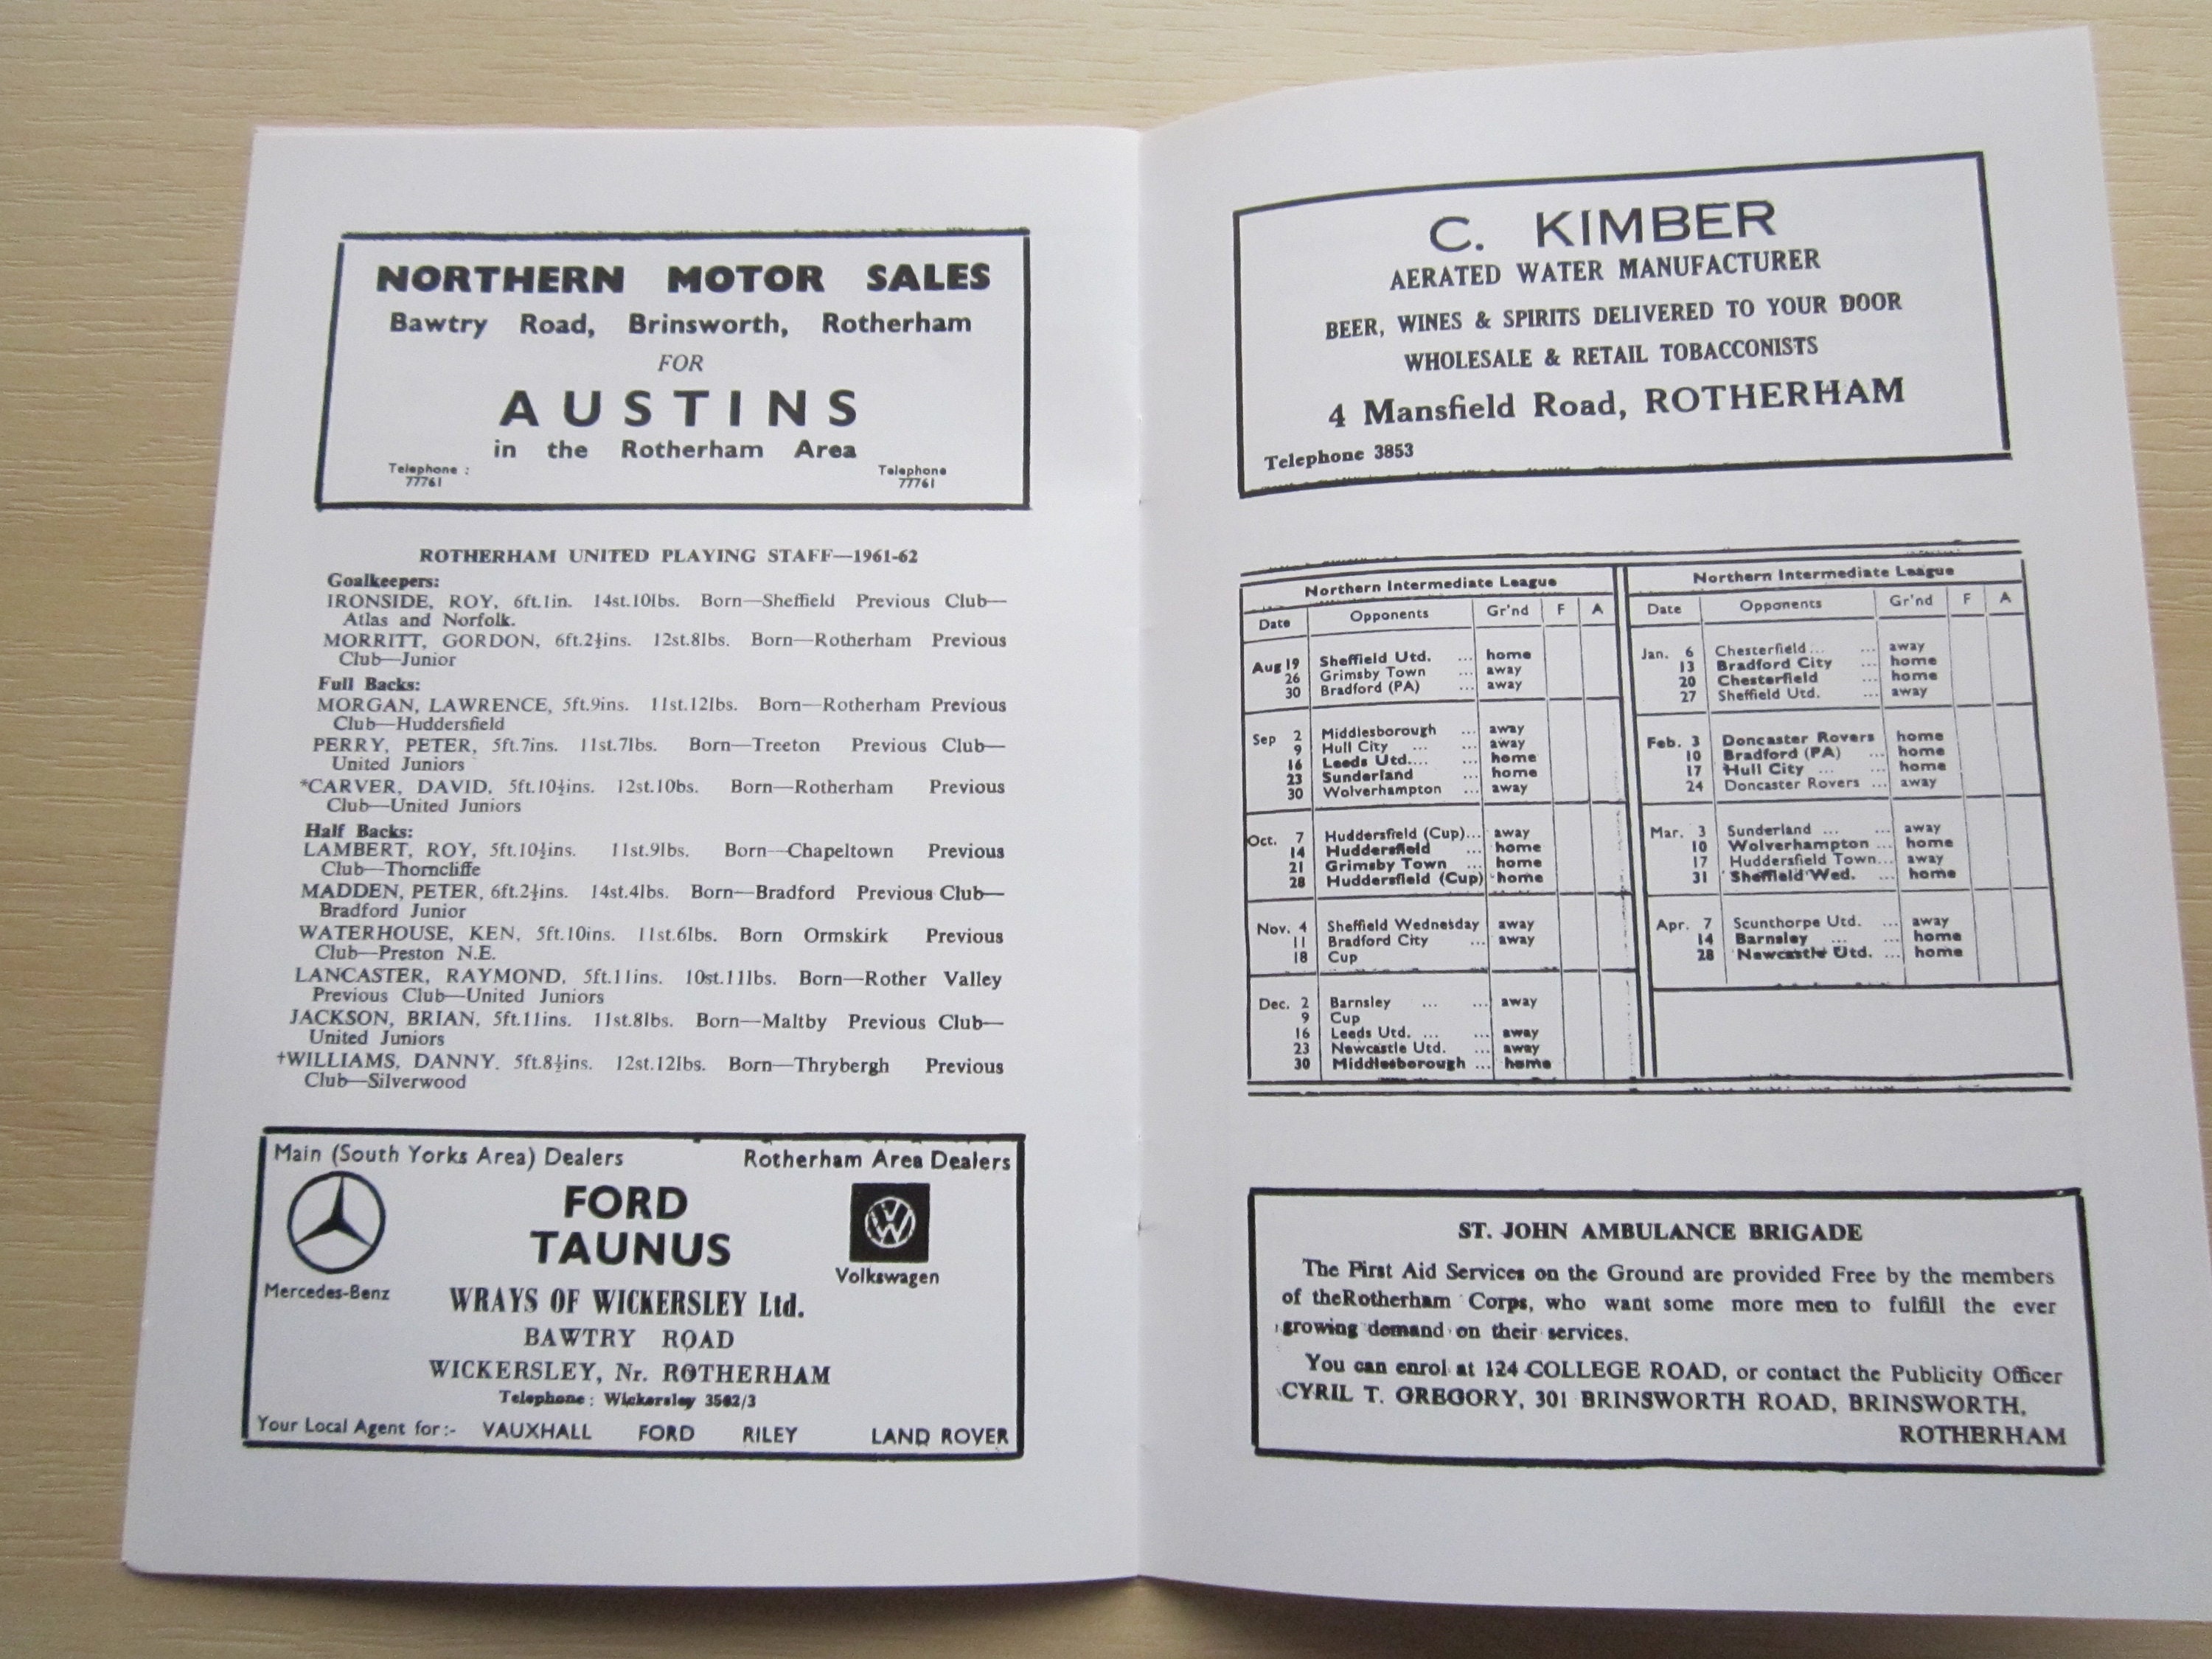 NORTHERN MOTOR SALES
Bawtry Road, Brinsworth, Rotherham
FOR
AUSTINS
in the Rotherham Area
Telephone : Telephone
77761 77761
ROTHERHAM UNITED PLAYING STAFF—1961-62
Goalkeepers:
IRONSIDE, ROY, 6ft.1in. 14st.10lbs. Born—Sheffield Previous Club—
Atlas and Norfolk.
MORRITT, GORDON, 6ft.2½ins. 12st.8lbs. Born—Rotherham Previous
Club—Junior
Full Backs:
MORGAN, LAWRENCE, 5ft.9ins. 11st.12lbs. Born—Rotherham Previous
Club—Huddersfield
PERRY, PETER, 5ft.7ins. 11st.7lbs. Born—Treeton Previous Club—
United Juniors
*CARVER, DAVID, 5ft.10½ins. 12st.10bs. Born—Rotherham Previous
Club—United Juniors
Half Backs:
LAMBERT, ROY, 5ft.10½ins. 11st.9lbs. Born—Chapeltown Previous
Club—Thorncliffe
MADDEN, PETER, 6ft.2½ins. 14st.4lbs. Born—Bradford Previous Club—
Bradford Junior
WATERHOUSE, KEN, 5ft.10ins. 11st.6lbs. Born Ormskirk Previous
Club—Preston N.E.
LANCASTER, RAYMOND, 5ft.11ins. 10st.11lbs. Born—Rother Valley
Previous Club—United Juniors
JACKSON, BRIAN, 5ft.11ins. 11st.8lbs. Born—Maltby Previous Club—
United Juniors
†WILLIAMS, DANNY. 5ft.8½ins. 12st.12lbs. Born—Thrybergh Previous
Club—Silverwood
Main (South Yorks Area) Dealers Rotherham Area Dealers
FORD
TAUNUS
Mercedes-Benz Volkswagen
WRAYS OF WICKERSLEY Ltd.
BAWTRY ROAD
WICKERSLEY, Nr. ROTHERHAM
Telephone : Wickersley 3502/3
Your Local Agent for :- VAUXHALL FORD RILEY LAND ROVER
C. KIMBER
AERATED WATER MANUFACTURER
BEER, WINES & SPIRITS DELIVERED TO YOUR DOOR
WHOLESALE & RETAIL TOBACCONISTS
4 Mansfield Road, ROTHERHAM
Telephone 3853
Northern Intermediate League
Date Opponents Gr'nd F A
Aug 19 Sheffield Utd. ... home
26 Grimsby Town ... away
30 Bradford (PA) ... away
Sep 2 Middlesborough ... away
9 Hull City ... ... away
16 Leeds Utd.... ... home
23 Sunderland ... home
30 Wolverhampton ... away
Oct. 7 Huddersfield (Cup)... away
14 Huddersfield ... home
21 Grimsby Town ... home
28 Huddersfield (Cup) home
Nov. 4 Sheffield Wednesday away
11 Bradford City ... away
18 Cup
Dec. 2 Barnsley ... ... away
9 Cup
16 Leeds Utd. ... ... away
23 Newcastle Utd. ... away
30 Middlesborough ... home
Northern Intermediate League
Date Opponents Gr'nd F A
Jan. 6 Chesterfield... ... away
13 Bradford City ... home
20 Chesterfield ... home
27 Sheffield Utd. ... away
Feb. 3 Doncaster Rovers home
10 Bradford (PA) ... home
17 Hull City ... ... home
24 Doncaster Rovers ... away
Mar. 3 Sunderland ... ... away
10 Wolverhampton ... home
17 Huddersfield Town... away
31 Sheffield Wed. ... home
Apr. 7 Scunthorpe Utd. ... away
14 Barnsley ... ... home
28 Newcastle Utd. ... home
ST. JOHN AMBULANCE BRIGADE
The First Aid Services on the Ground are provided Free by the members
of theRotherham Corps, who want some more men to fulfill the ever
growing demand on their services.
You can enrol at 124 COLLEGE ROAD, or contact the Publicity Officer
CYRIL T. GREGORY, 301 BRINSWORTH ROAD, BRINSWORTH,
ROTHERHAM